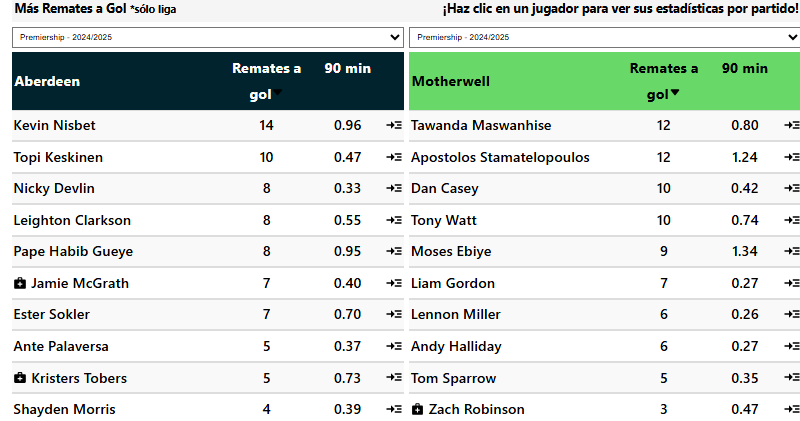 Más Remates a Gol *sólo liga
¡Haz clic en un jugador para ver sus estadísticas por partido!
Premiership - 2024/2025
Aberdeen Remates a gol 90 min
Kevin Nisbet 14 0.96
Topi Keskinen 10 0.47
Nicky Devlin 8 0.33
Leighton Clarkson 8 0.55
Pape Habib Gueye 8 0.95
Jamie McGrath 7 0.40
Ester Sokler 7 0.70
Ante Palaversa 5 0.37
Kristers Tobers 5 0.73
Shayden Morris 4 0.39
Premiership - 2024/2025
Motherwell Remates a gol 90 min
Tawanda Maswanhise 12 0.80
Apostolos Stamatelopoulos 12 1.24
Dan Casey 10 0.42
Tony Watt 10 0.74
Moses Ebiye 9 1.34
Liam Gordon 7 0.27
Lennon Miller 6 0.26
Andy Halliday 6 0.27
Tom Sparrow 5 0.35
Zach Robinson 3 0.47